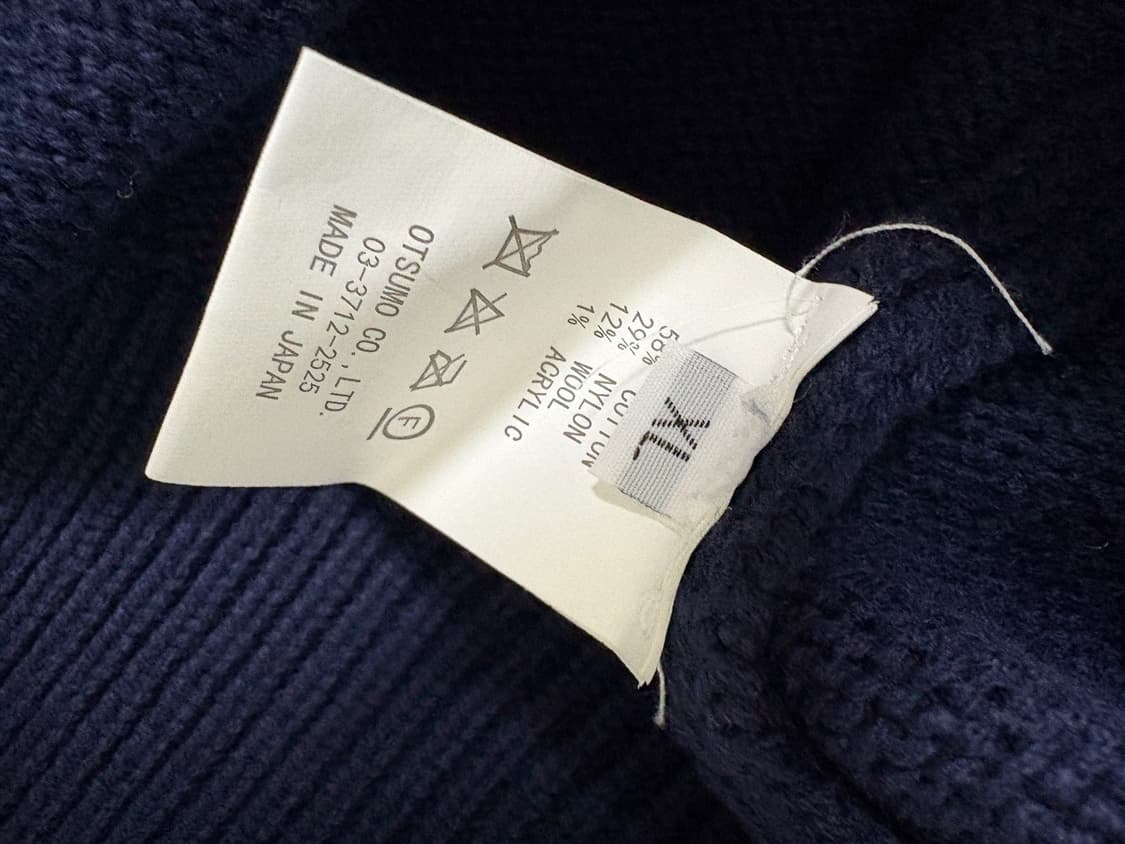 XL
58% COTTON
29% NYLON
12% WOOL
1% ACRYLIC
F
OTSUMO CO., LTD.
03-3712-2525
MADE IN JAPAN